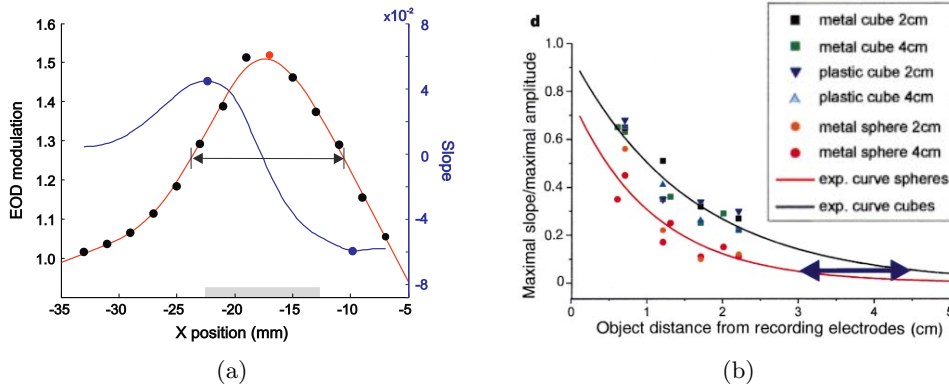 x10⁻²
1.6
1.5
1.4
1.3
1.2
1.1
1.0
EOD modulation
8
4
0
-4
-8
Slope
-35 -30 -25 -20 -15 -10 -5
X position (mm)
(a)
d
metal cube 2cm
metal cube 4cm
plastic cube 2cm
plastic cube 4cm
metal sphere 2cm
metal sphere 4cm
exp. curve spheres
exp. curve cubes
1.0
0.8
0.6
0.4
0.2
0.0
Maximal slope/maximal amplitude
0 1 2 3 4 5
Object distance from recording electrodes (cm)
(b)